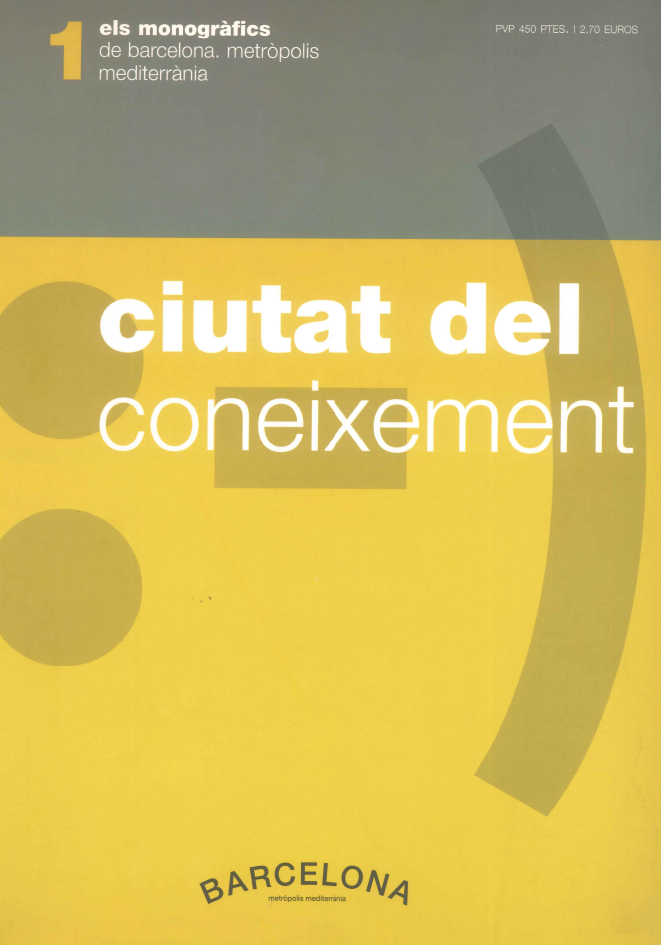 1
els monogràfics
de barcelona. metròpolis
mediterrània
PVP 450 PTES. | 2,70 EUROS
ciutat del
coneixement
:-)
BARCELONA
metròpolis mediterrània